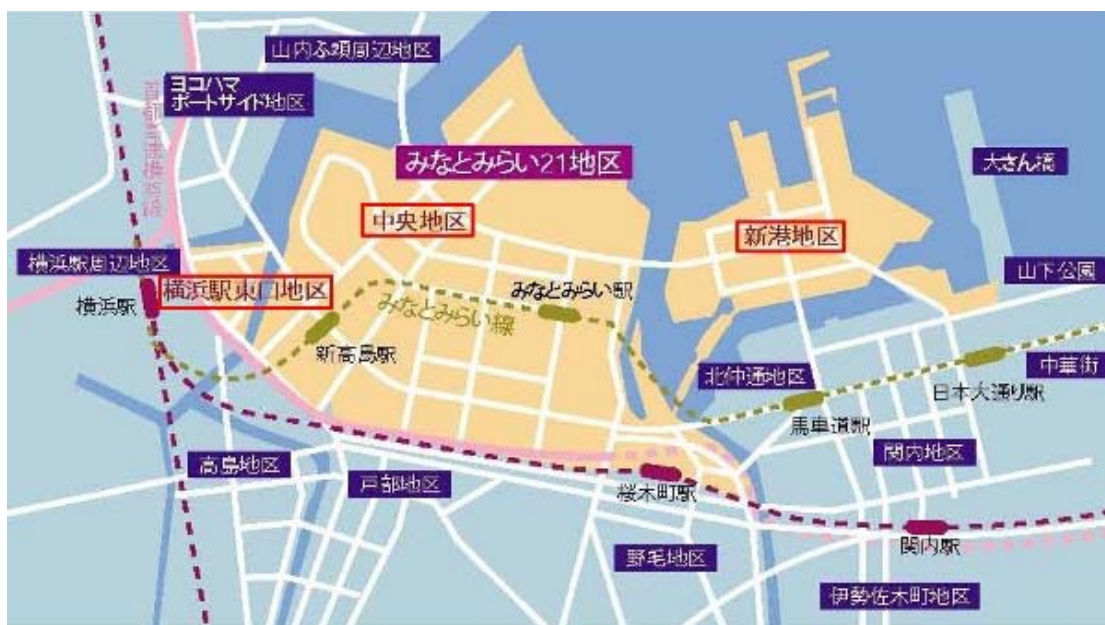 山内ふ頭周辺地区
ヨコハマ
ポートサイド地区
首都高速横羽線
みなとみらい21地区
大さん橋
中央地区
新港地区
横浜駅周辺地区
山下公園
横浜駅東口地区
横浜駅
みなとみらい駅
みなとみらい線
新高島駅
北仲通地区
中華街
日本大通り駅
馬車道駅
高島地区
関内地区
戸部地区
桜木町駅
野毛地区
関内駅
伊勢佐木町地区